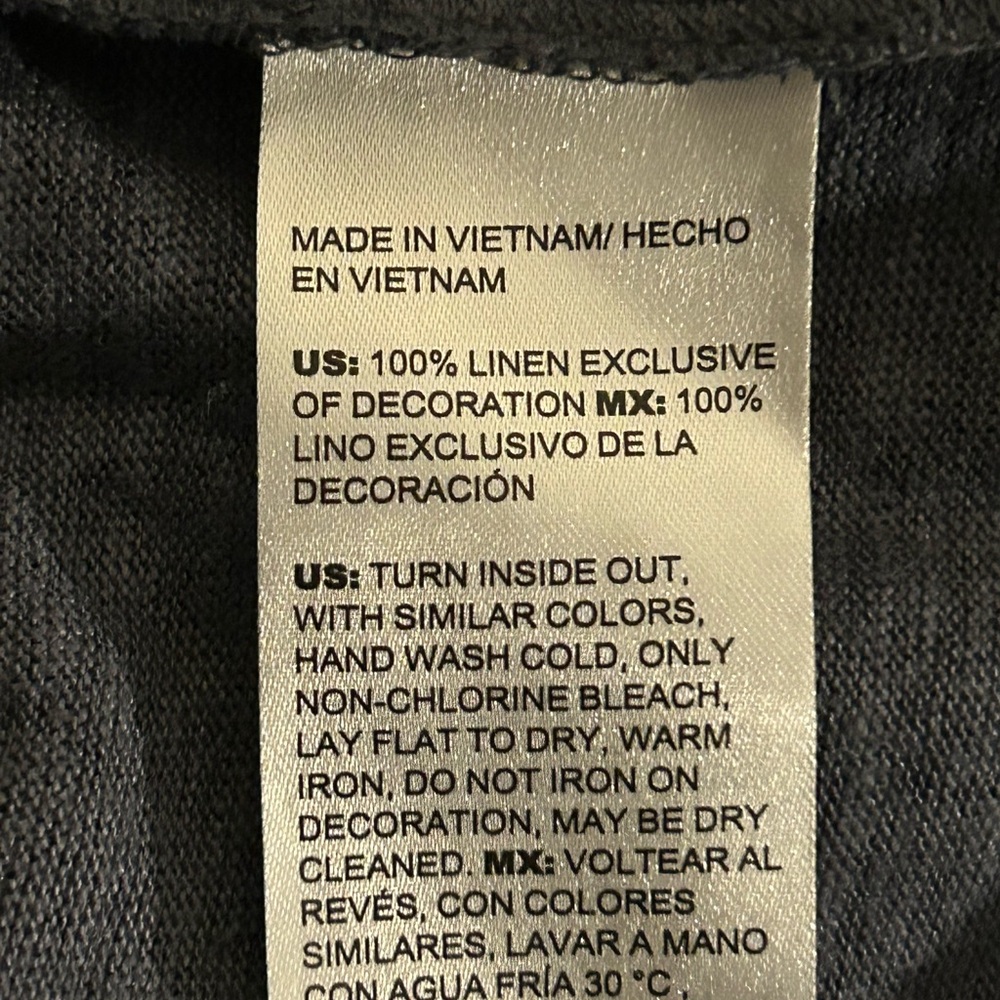 MADE IN VIETNAM/ HECHO
EN VIETNAM
US: 100% LINEN EXCLUSIVE
OF DECORATION MX: 100%
LINO EXCLUSIVO DE LA
DECORACIÓN
US: TURN INSIDE OUT,
WITH SIMILAR COLORS,
HAND WASH COLD, ONLY
NON-CHLORINE BLEACH,
LAY FLAT TO DRY, WARM
IRON, DO NOT IRON ON
DECORATION, MAY BE DRY
CLEANED. MX: VOLTEAR AL
REVÉS, CON COLORES
SIMILARES, LAVAR A MANO
CON AGUA FRÍA 30 °C,